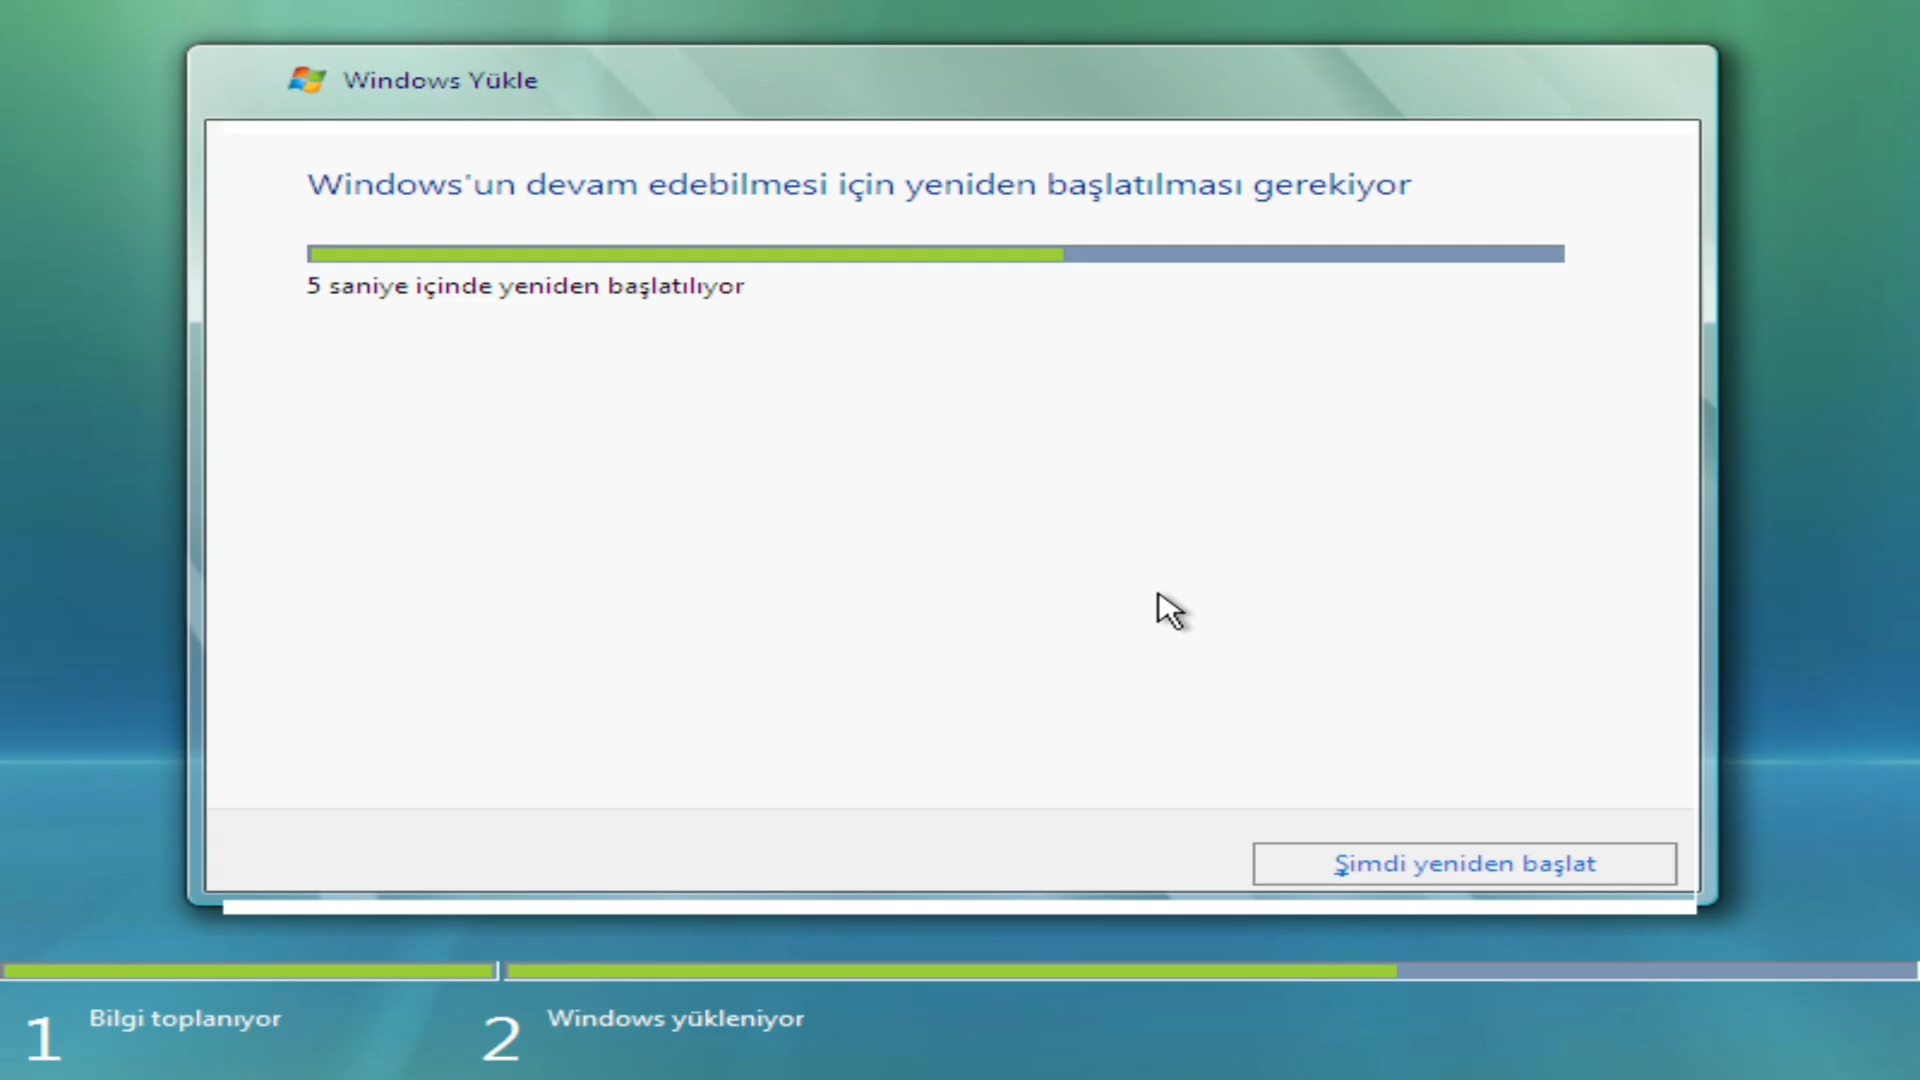 Windows Yükle
Windows'un devam edebilmesi için yeniden başlatılması gerekiyor
5 saniye içinde yeniden başlatılıyor
Şimdi yeniden başlat
1 Bilgi toplanıyor
2 Windows yükleniyor